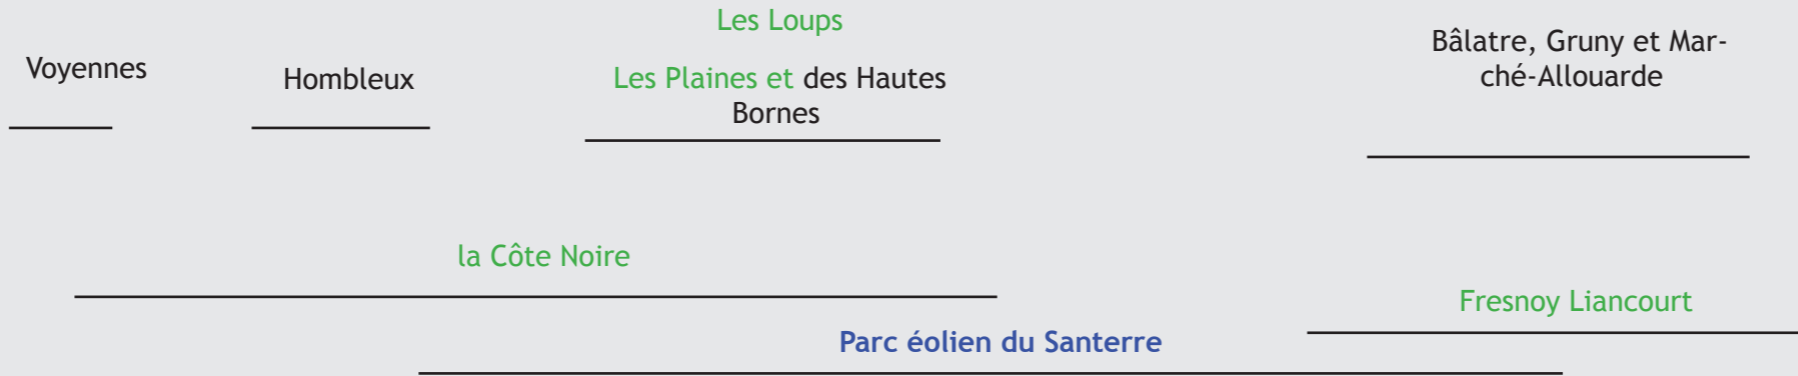 Voyennes
Hombleux
Les Loups
Les Plaines et des Hautes
Bornes
Bâlatre, Gruny et Mar-
ché-Allouarde
la Côte Noire
Fresnoy Liancourt
Parc éolien du Santerre